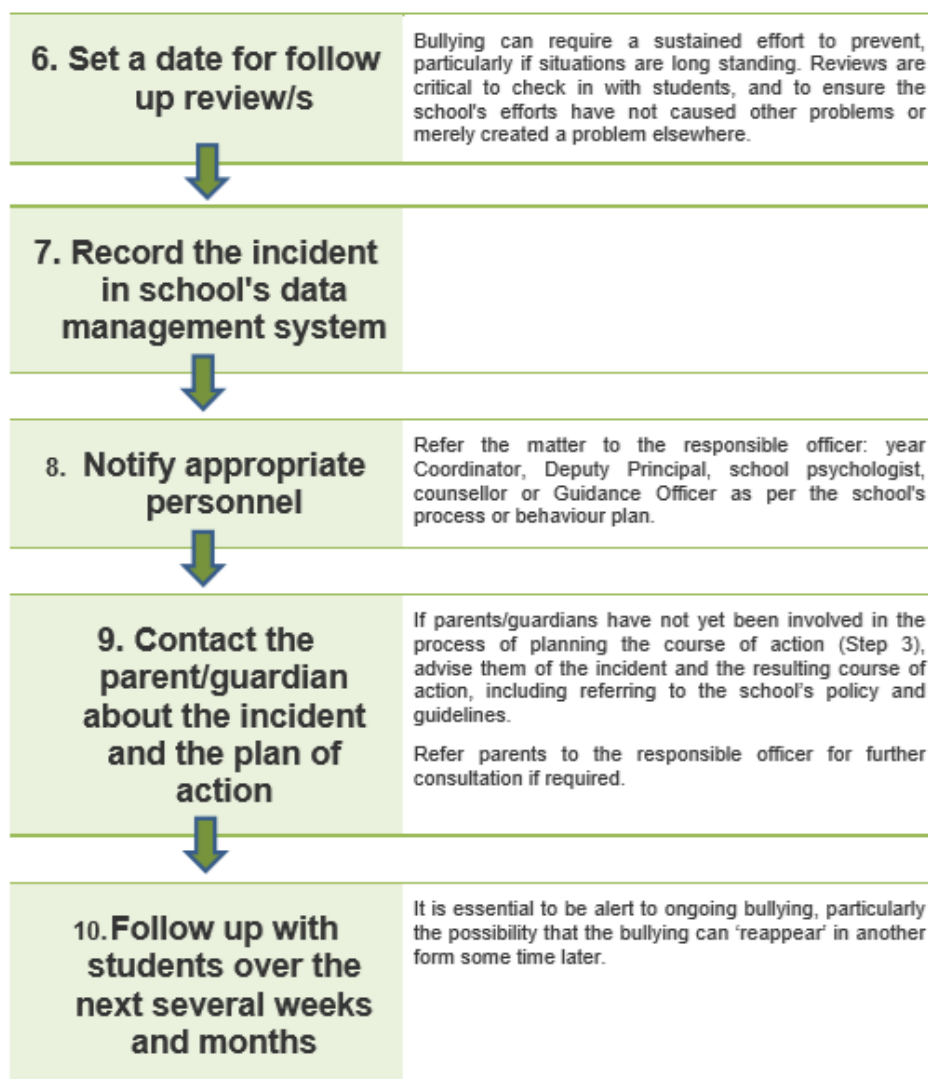 6. Set a date for follow
up review/s
Bullying can require a sustained effort to prevent,
particularly if situations are long standing. Reviews are
critical to check in with students, and to ensure the
school's efforts have not caused other problems or
merely created a problem elsewhere.
7. Record the incident
in school's data
management system
8. Notify appropriate
personnel
Refer the matter to the responsible officer: year
Coordinator, Deputy Principal, school psychologist,
counsellor or Guidance Officer as per the school's
process or behaviour plan.
9. Contact the
parent/guardian
about the incident
and the plan of
action
If parents/guardians have not yet been involved in the
process of planning the course of action (Step 3),
advise them of the incident and the resulting course of
action, including referring to the school’s policy and
guidelines.
Refer parents to the responsible officer for further
consultation if required.
10.Follow up with
students over the
next several weeks
and months
It is essential to be alert to ongoing bullying, particularly
the possibility that the bullying can ‘reappear’ in another
form some time later.